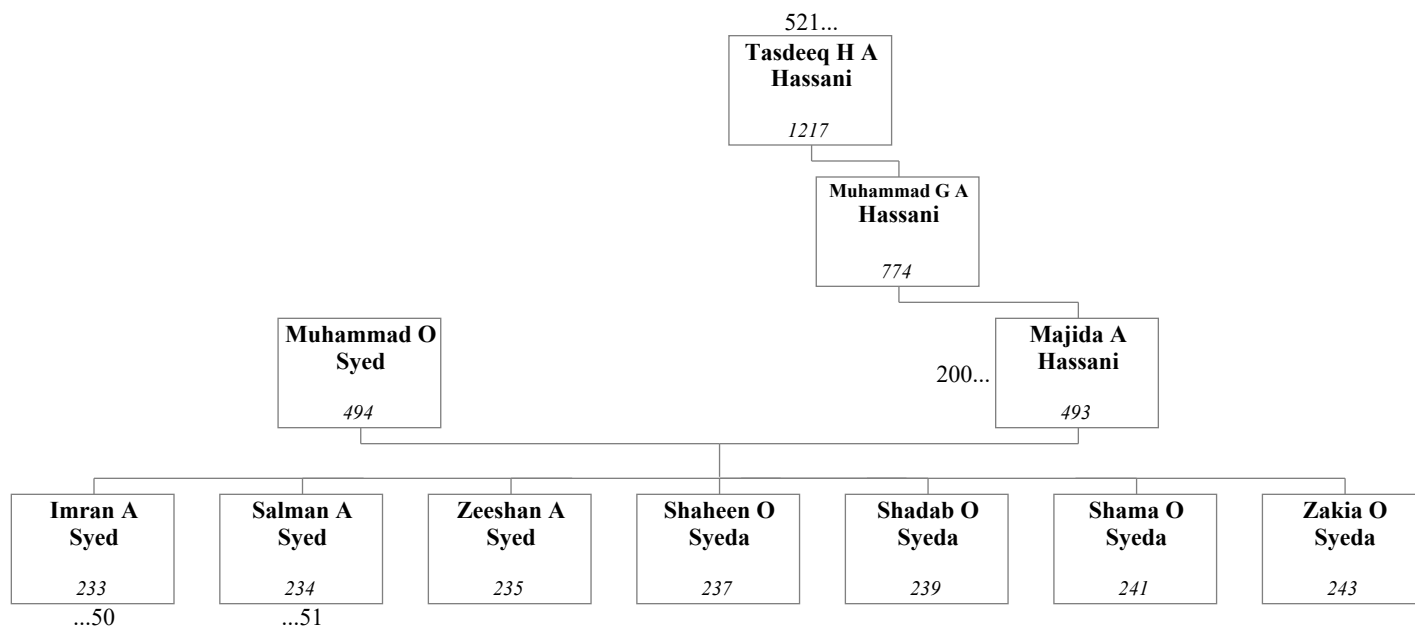 521...
Tasdeeq H A
Hassani
1217
Muhammad G A
Hassani
774
Muhammad O
Syed
494
200...
Majida A
Hassani
493
Imran A
Syed
233
...50
Salman A
Syed
234
...51
Zeeshan A
Syed
235
Shaheen O
Syeda
237
Shadab O
Syeda
239
Shama O
Syeda
241
Zakia O
Syeda
243